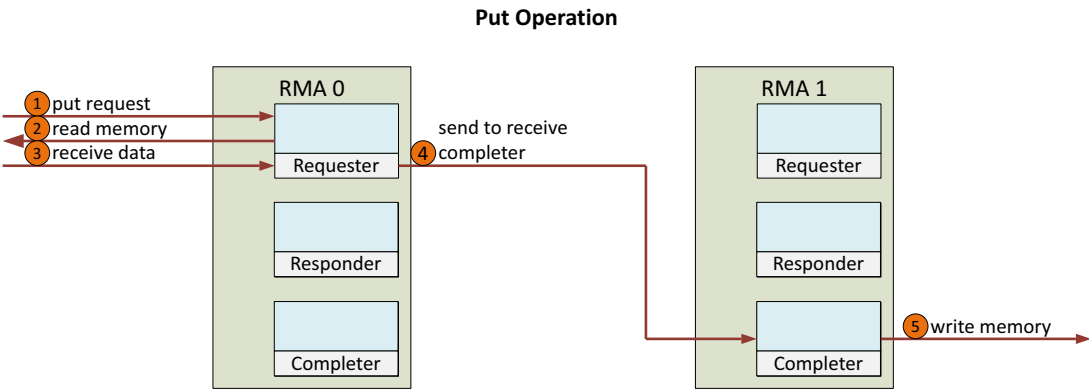 Put Operation
RMA 0
RMA 1
1 put request
2 read memory
3 receive data
Requester
4 send to receive
completer
Requester
Responder
Responder
Completer
Completer
5 write memory